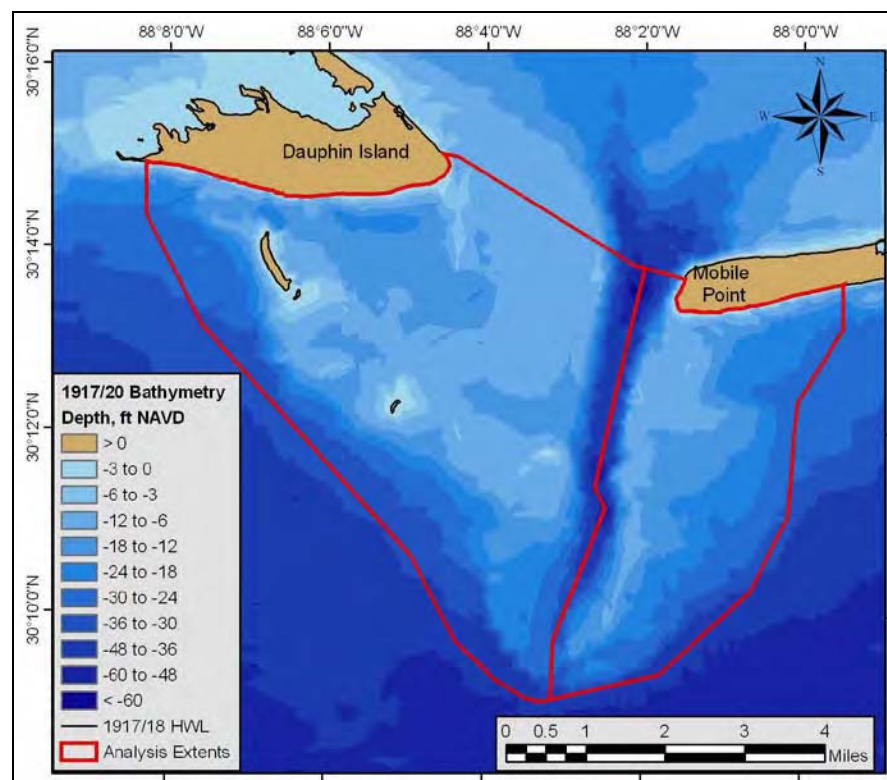 88°8'0"W 88°6'0"W 88°4'0"W 88°2'0"W 88°0'0"W
30°16'0"N
30°14'0"N
30°12'0"N
30°10'0"N
N
W E
S
Dauphin Island
Mobile
Point
1917/20 Bathymetry
Depth, ft NAVD
> 0
-3 to 0
-6 to -3
-12 to -6
-18 to -12
-24 to -18
-30 to -24
-36 to -30
-48 to -36
-60 to -48
< -60
1917/18 HWL
Analysis Extents
0 0.5 1 2 3 4
Miles